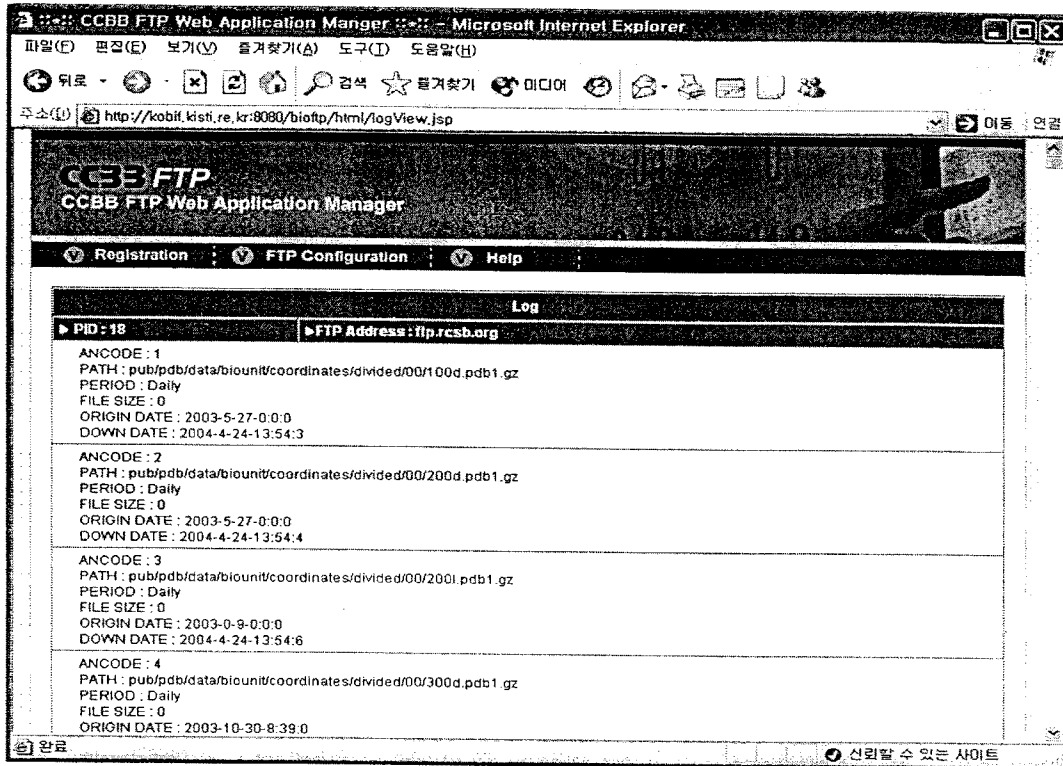 ::*:: CCBB FTP Web Application Manger ::*:: - Microsoft Internet Explorer
파일(F) 편집(E) 보기(V) 즐겨찾기(A) 도구(T) 도움말(H)
뒤로 검색 즐겨찾기 미디어
주소(D) http://kobif.kisti.re.kr:8080/bioftp/html/logView.jsp 이동 연결
CCBB FTP
CCBB FTP Web Application Manager
Registration FTP Configuration Help
Log
PID : 18 FTP Address : ftp.rcsb.org
ANCODE : 1
PATH : pub/pdb/data/biounit/coordinates/divided/00/100d.pdb1.gz
PERIOD : Daily
FILE SIZE : 0
ORIGIN DATE : 2003-5-27-0:0:0
DOWN DATE : 2004-4-24-13:54:3
ANCODE : 2
PATH : pub/pdb/data/biounit/coordinates/divided/00/200d.pdb1.gz
PERIOD : Daily
FILE SIZE : 0
ORIGIN DATE : 2003-5-27-0:0:0
DOWN DATE : 2004-4-24-13:54:4
ANCODE : 3
PATH : pub/pdb/data/biounit/coordinates/divided/00/200l.pdb1.gz
PERIOD : Daily
FILE SIZE : 0
ORIGIN DATE : 2003-0-9-0:0:0
DOWN DATE : 2004-4-24-13:54:6
ANCODE : 4
PATH : pub/pdb/data/biounit/coordinates/divided/00/300d.pdb1.gz
PERIOD : Daily
FILE SIZE : 0
ORIGIN DATE : 2003-10-30-8:39:0
완료 신뢰할 수 있는 사이트